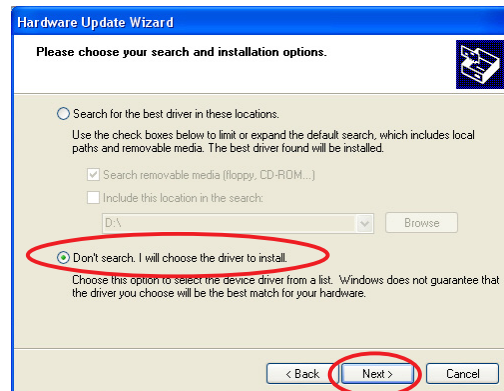 Hardware Update Wizard
Please choose your search and installation options.
Search for the best driver in these locations.
Use the check boxes below to limit or expand the default search, which includes local
paths and removable media. The best driver found will be installed.
Search removable media (floppy, CD-ROM...)
Include this location in the search:
D:\
Browse
Don't search. I will choose the driver to install.
Choose this option to select the device driver from a list. Windows does not guarantee that
the driver you choose will be the best match for your hardware.
< Back
Next >
Cancel